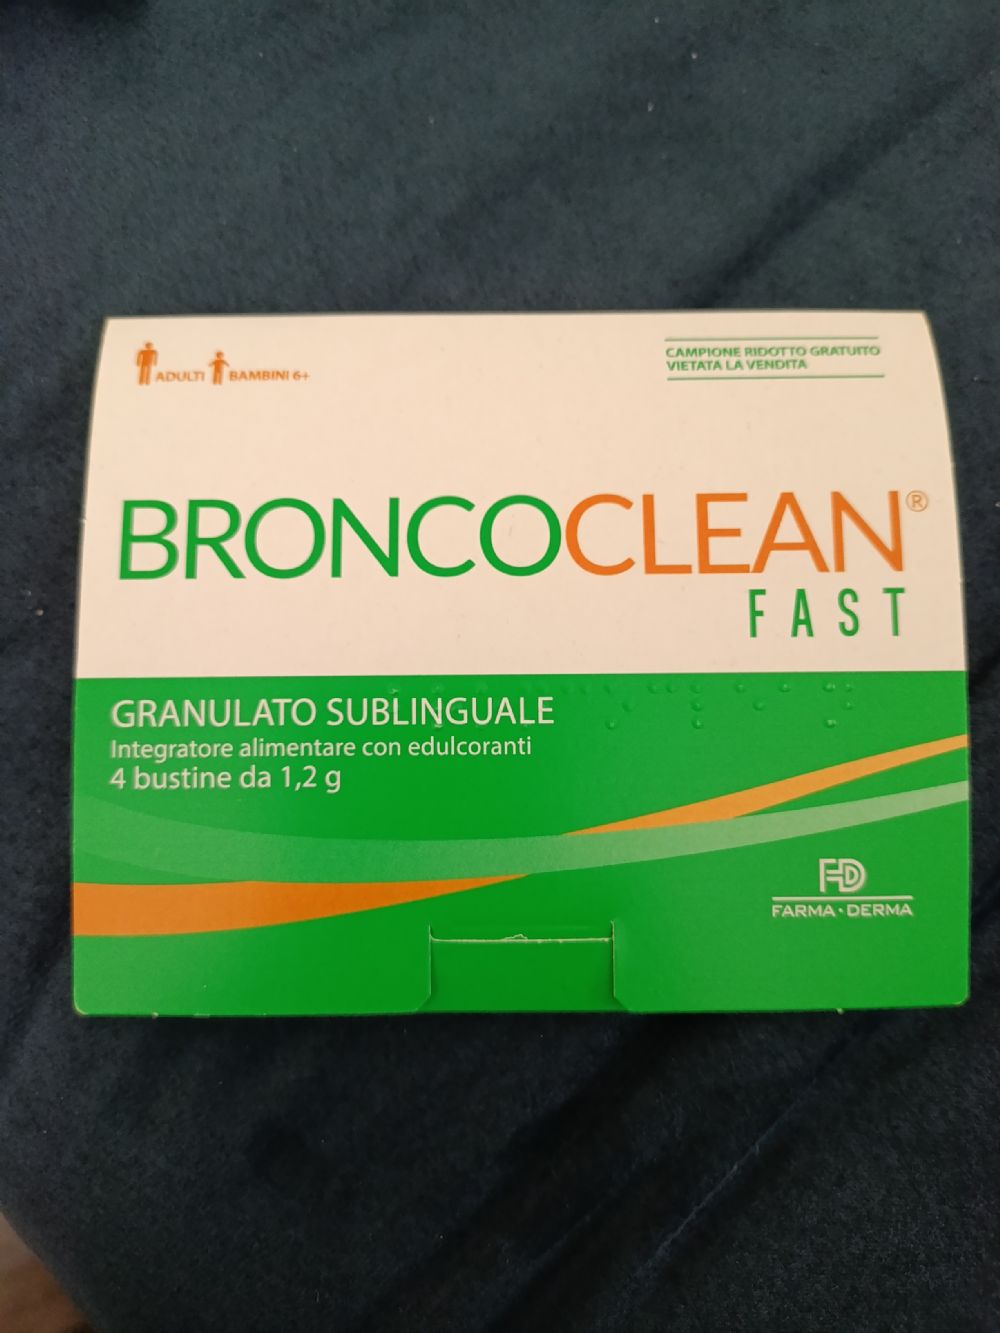 ADULTI BAMBINI 6+
CAMPIONE RIDOTTO GRATUITO
VIETATA LA VENDITA
BRONCOCLEAN®
FAST
GRANULATO SUBLINGUALE
Integratore alimentare con edulcoranti
4 bustine da 1,2 g
FD
FARMA·DERMA